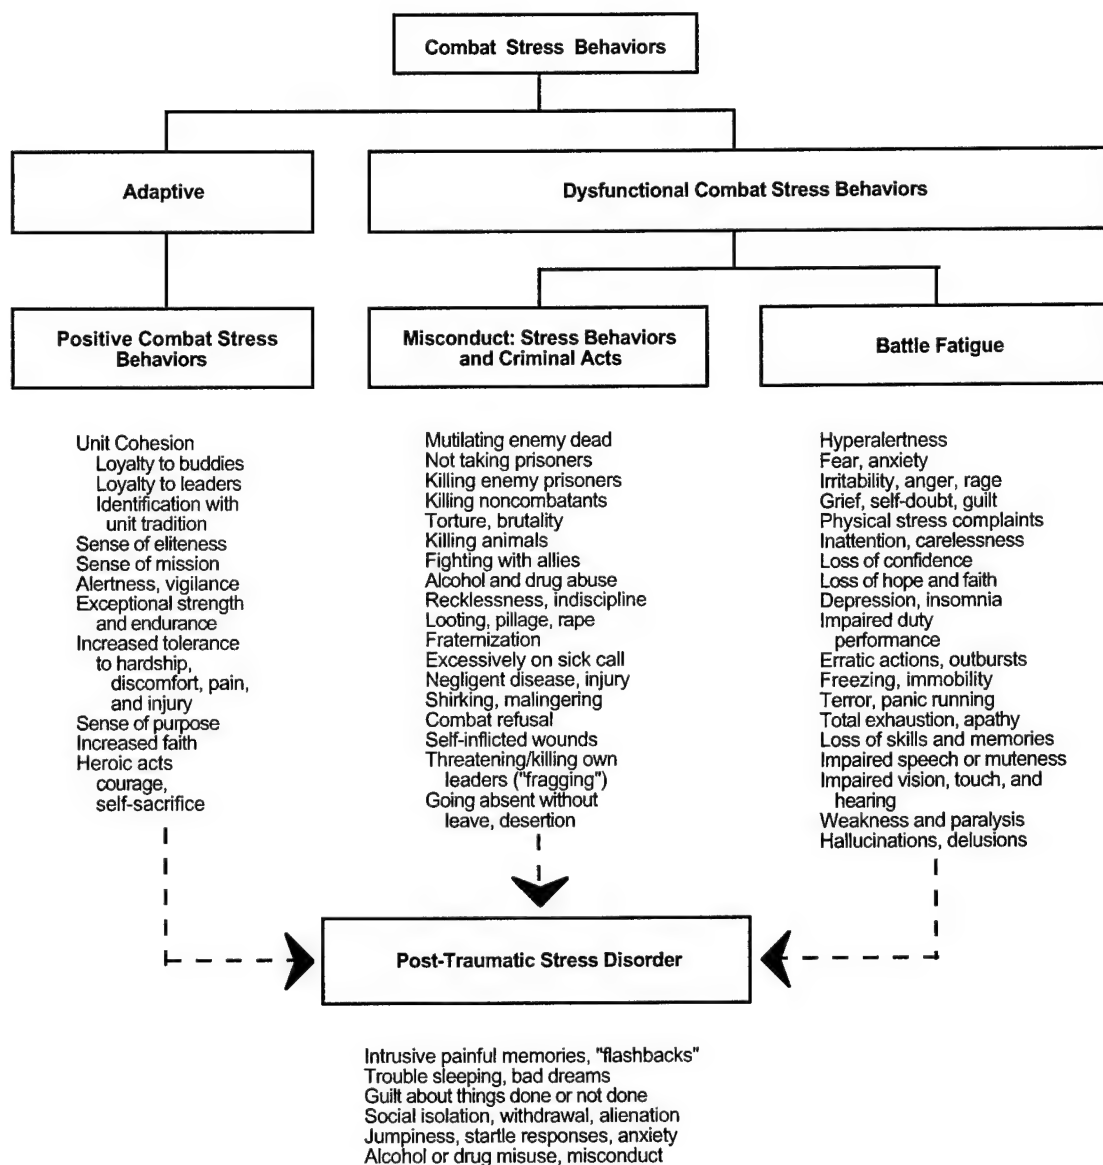 Combat Stress Behaviors
Adaptive
Dysfunctional Combat Stress Behaviors
Positive Combat Stress
Behaviors
Misconduct: Stress Behaviors
and Criminal Acts
Battle Fatigue
Unit Cohesion
Loyalty to buddies
Loyalty to leaders
Identification with
unit tradition
Sense of eliteness
Sense of mission
Alertness, vigilance
Exceptional strength
and endurance
Increased tolerance
to hardship,
discomfort, pain,
and injury
Sense of purpose
Increased faith
Heroic acts
courage,
self-sacrifice
Mutilating enemy dead
Not taking prisoners
Killing enemy prisoners
Killing noncombatants
Torture, brutality
Killing animals
Fighting with allies
Alcohol and drug abuse
Recklessness, indiscipline
Looting, pillage, rape
Fraternization
Excessively on sick call
Negligent disease, injury
Shirking, malingering
Combat refusal
Self-inflicted wounds
Threatening/killing own
leaders ("fragging")
Going absent without
leave, desertion
Hyperalertness
Fear, anxiety
Irritability, anger, rage
Grief, self-doubt, guilt
Physical stress complaints
Inattention, carelessness
Loss of confidence
Loss of hope and faith
Depression, insomnia
Impaired duty
performance
Erratic actions, outbursts
Freezing, immobility
Terror, panic running
Total exhaustion, apathy
Loss of skills and memories
Impaired speech or muteness
Impaired vision, touch, and
hearing
Weakness and paralysis
Hallucinations, delusions
Post-Traumatic Stress Disorder
Intrusive painful memories, "flashbacks"
Trouble sleeping, bad dreams
Guilt about things done or not done
Social isolation, withdrawal, alienation
Jumpiness, startle responses, anxiety
Alcohol or drug misuse, misconduct